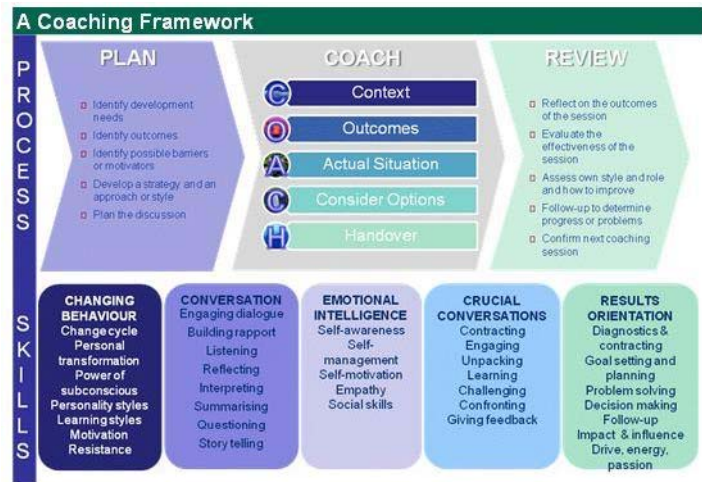 A Coaching Framework
PROCESS
PLAN
Identify development
needs
Identify outcomes
Identify possible barriers
or motivators
Develop a strategy and an
approach or style
Plan the discussion
COACH
C Context
O Outcomes
A Actual Situation
C Consider Options
H Handover
REVIEW
Reflect on the outcomes
of the session
Evaluate the
effectiveness of the
session
Assess own style and role
and how to improve
Follow-up to determine
progress or problems
Confirm next coaching
session
SKILLS
CHANGING
BEHAVIOUR
Change cycle
Personal
transformation
Power of
subconscious
Personality styles
Learning styles
Motivation
Resistance
CONVERSATION
Engaging dialogue
Building rapport
Listening
Reflecting
Interpreting
Summarising
Questioning
Story telling
EMOTIONAL
INTELLIGENCE
Self-awareness
Self-
management
Self-motivation
Empathy
Social skills
CRUCIAL
CONVERSATIONS
Contracting
Engaging
Unpacking
Learning
Challenging
Confronting
Giving feedback
RESULTS
ORIENTATION
Diagnostics &
contracting
Goal setting and
planning
Problem solving
Decision making
Follow-up
Impact & influence
Drive, energy,
passion